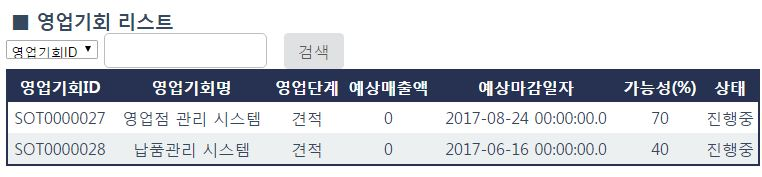 ■ 영업기회 리스트
영업기회ID ▼ 검색
영업기회ID 영업기회명 영업단계 예상매출액 예상마감일자 가능성(%) 상태
SOT0000027 영업점 관리 시스템 견적 0 2017-08-24 00:00:00.0 70 진행중
SOT0000028 납품관리 시스템 견적 0 2017-06-16 00:00:00.0 40 진행중